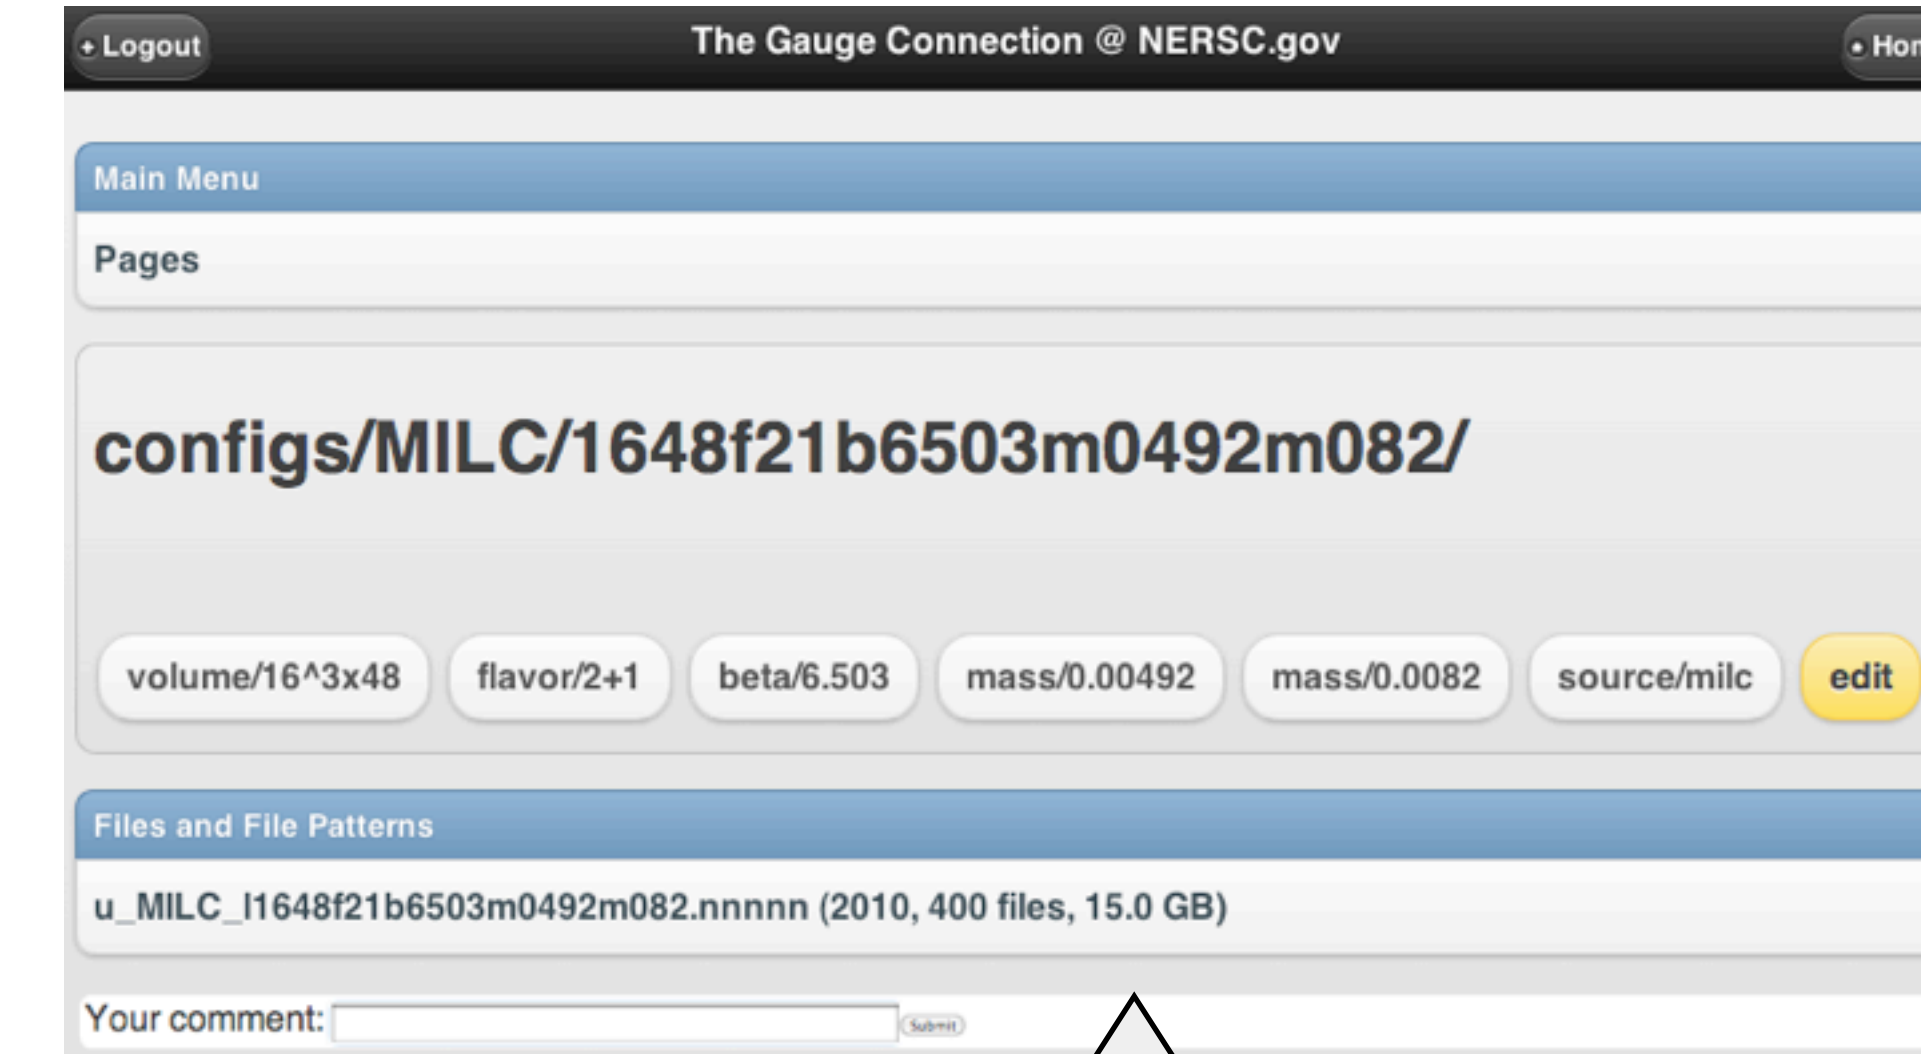 Logout The Gauge Connection @ NERSC.gov Hom
Main Menu
Pages
configs/MILC/1648f21b6503m0492m082/
volume/16^3x48 flavor/2+1 beta/6.503 mass/0.00492 mass/0.0082 source/milc edit
Files and File Patterns
u_MILC_l1648f21b6503m0492m082.nnnnn (2010, 400 files, 15.0 GB)
Your comment: Submit